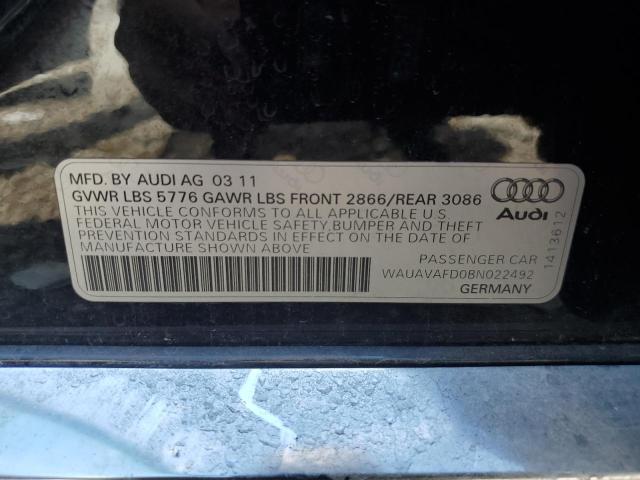 MFD. BY AUDI AG 03 11
GVWR LBS 5776 GAWR LBS FRONT 2866/REAR 3086
THIS VEHICLE CONFORMS TO ALL APPLICABLE U.S.
FEDERAL MOTOR VEHICLE SAFETY,BUMPER AND THEFT
PREVENTION STANDARDS IN EFFECT ON THE DATE OF
MANUFACTURE SHOWN ABOVE
PASSENGER CAR
WAUAVAFD0BN022492
GERMANY
Audi
1413612